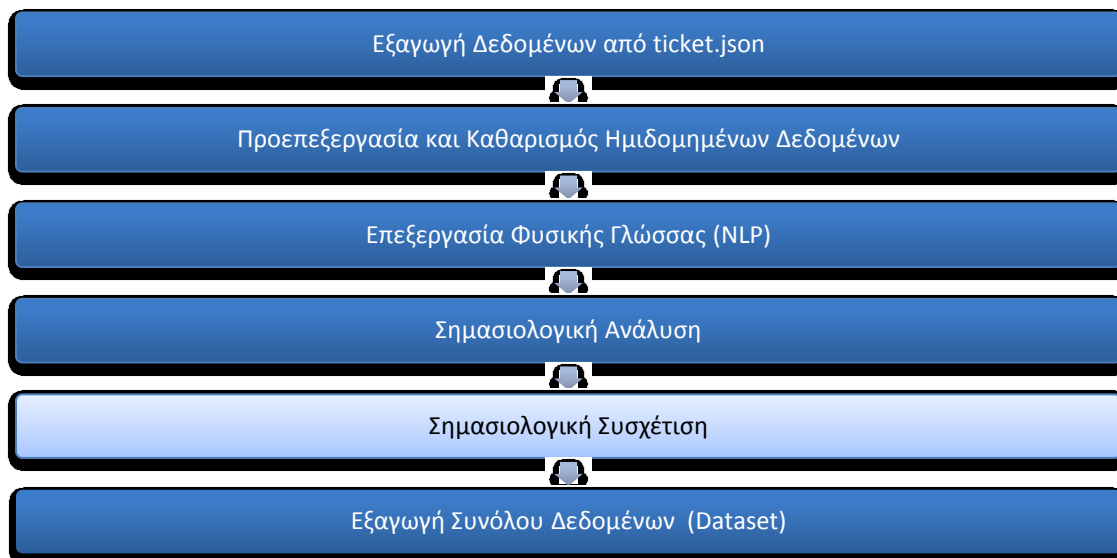 Εξαγωγή Δεδομένων από ticket.json
Προεπεξεργασία και Καθαρισμός Ημιδομημένων Δεδομένων
Επεξεργασία Φυσικής Γλώσσας (NLP)
Σημασιολογική Ανάλυση
Σημασιολογική Συσχέτιση
Εξαγωγή Συνόλου Δεδομένων (Dataset)